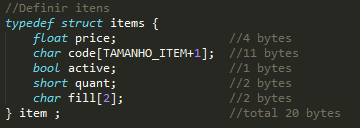 //Definir itens
typedef struct items {
    float price;               //4 bytes
    char code[TAMANHO_ITEM+1];  //11 bytes
    bool active;               //1 bytes
    short quant;               //2 bytes
    char fill[2];              //2 bytes
} item ;                       //total 20 bytes